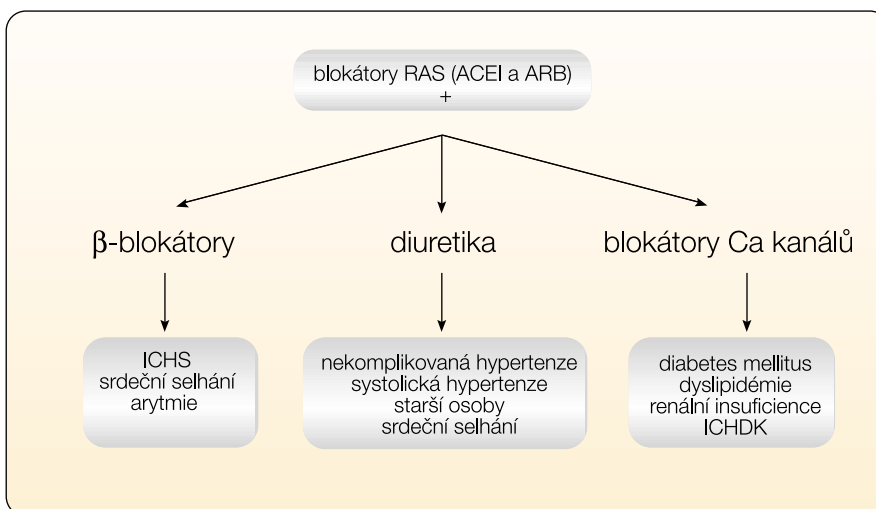 blokátory RAS (ACEI a ARB)
+
β-blokátory
diuretika
blokátory Ca kanálů
ICHS
srdeční selhání
arytmie
nekomplikovaná hypertenze
systolická hypertenze
starší osoby
srdeční selhání
diabetes mellitus
dyslipidémie
renální insuficience
ICHDK